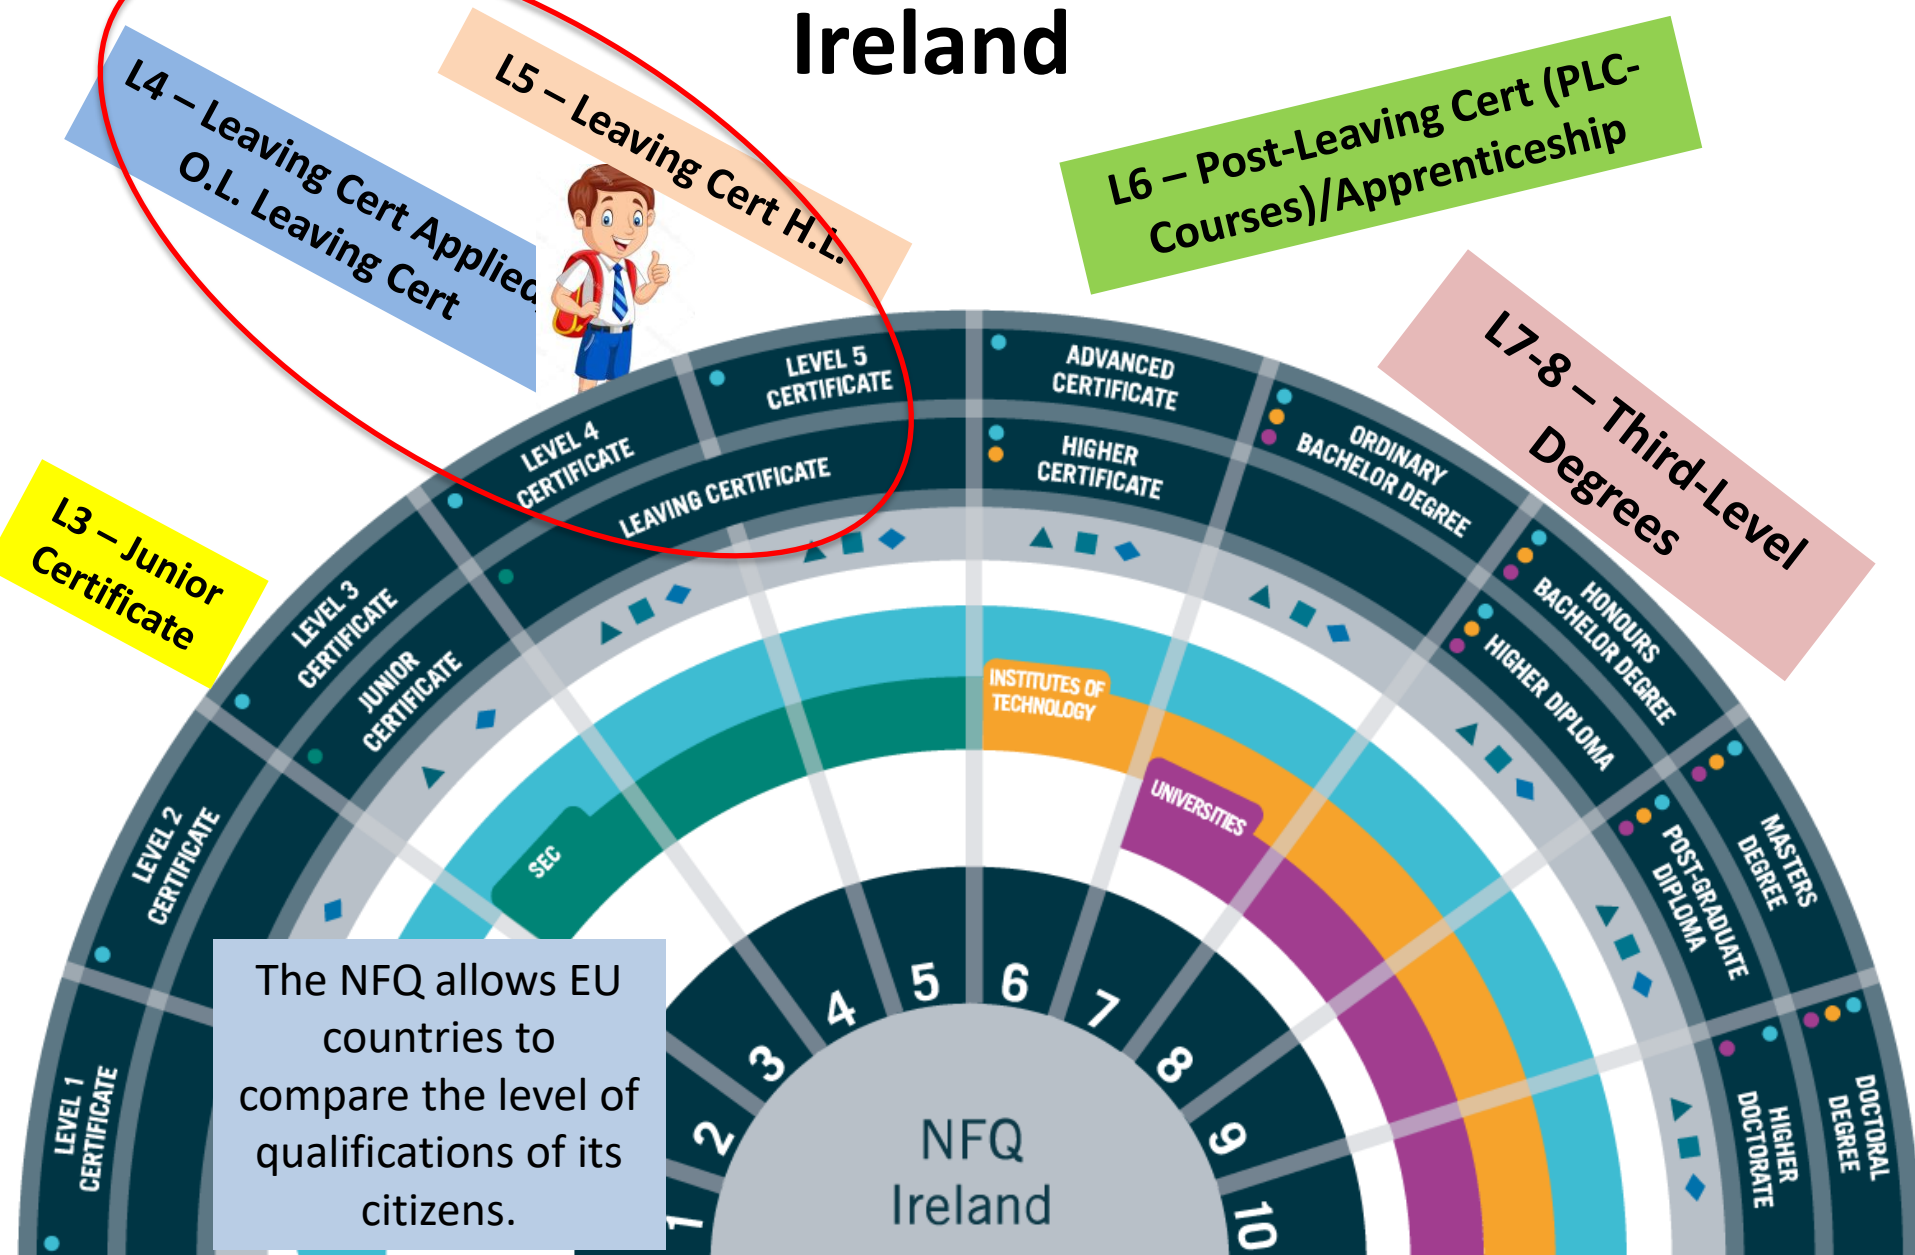 Ireland
L4 – Leaving Cert Applied,
O.L. Leaving Cert
L5 – Leaving Cert H.L.
L6 – Post-Leaving Cert (PLC-
Courses)/Apprenticeship
L7-8 – Third-Level
Degrees
L3 – Junior
Certificate
LEVEL 1
CERTIFICATE
LEVEL 2
CERTIFICATE
LEVEL 3
CERTIFICATE
JUNIOR
CERTIFICATE
LEVEL 4
CERTIFICATE
LEVEL 5
CERTIFICATE
LEAVING CERTIFICATE
ADVANCED
CERTIFICATE
HIGHER
CERTIFICATE
ORDINARY
BACHELOR DEGREE
HONOURS
BACHELOR DEGREE
HIGHER DIPLOMA
MASTERS
DEGREE
POST-GRADUATE
DIPLOMA
DOCTORAL
DEGREE
HIGHER
DOCTORATE
SEC
INSTITUTES OF
TECHNOLOGY
UNIVERSITIES
1
2
3
4
5
6
7
8
9
10
NFQ
Ireland
The NFQ allows EU
countries to
compare the level of
qualifications of its
citizens.